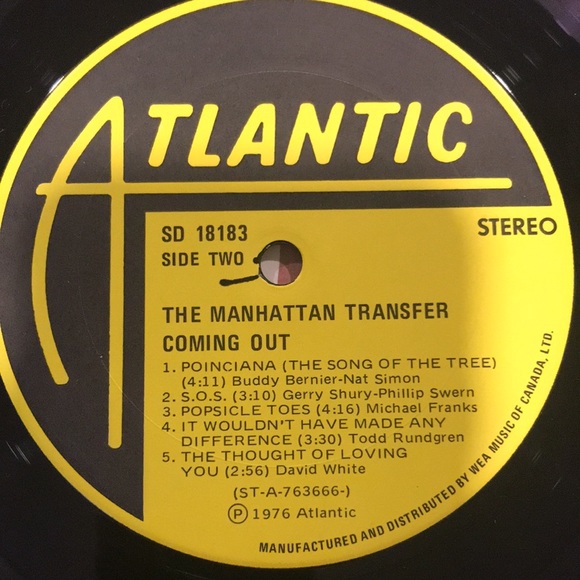 ATLANTIC
STEREO
SD 18183
SIDE TWO
THE MANHATTAN TRANSFER
COMING OUT
1. POINCIANA (THE SONG OF THE TREE)
(4:11) Buddy Bernier-Nat Simon
2. S.O.S. (3:10) Gerry Shury-Phillip Swern
3. POPSICLE TOES (4:16) Michael Franks
4. IT WOULDN'T HAVE MADE ANY
DIFFERENCE (3:30) Todd Rundgren
5. THE THOUGHT OF LOVING
YOU (2:56) David White
(ST-A-763666-)
Ⓟ 1976 Atlantic
MANUFACTURED AND DISTRIBUTED BY WEA MUSIC OF CANADA, LTD.